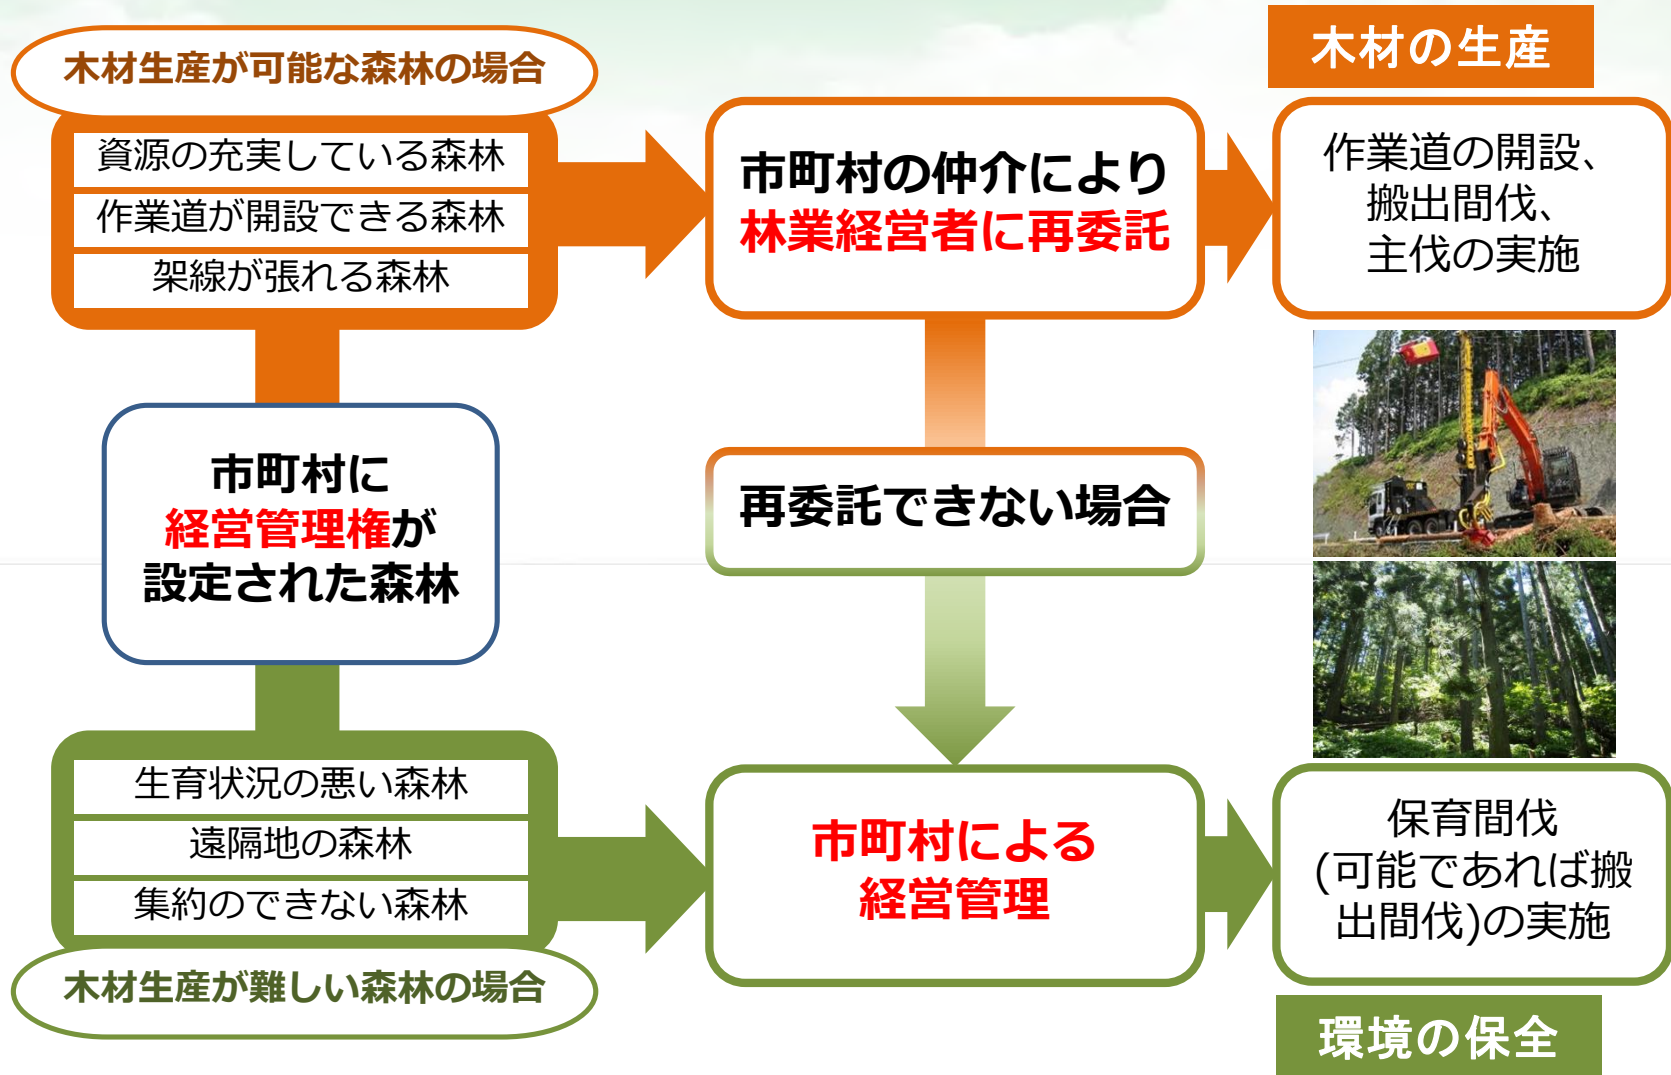 木材生産が可能な森林の場合
資源の充実している森林
作業道が開設できる森林
架線が張れる森林
市町村の仲介により
林業経営者に再委託
木材の生産
作業道の開設、
搬出間伐、
主伐の実施
市町村に
経営管理権が
設定された森林
再委託できない場合
生育状況の悪い森林
遠隔地の森林
集約のできない森林
木材生産が難しい森林の場合
市町村による
経営管理
保育間伐
(可能であれば搬
出間伐)の実施
環境の保全